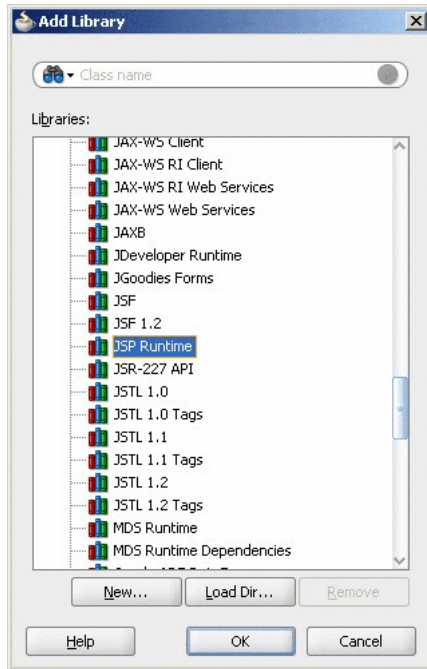 Add Library
Class name
Libraries:
JAX-WS Client
JAX-WS RI Client
JAX-WS RI Web Services
JAX-WS Web Services
JAXB
JDeveloper Runtime
JGoodies Forms
JSF
JSF 1.2
JSP Runtime
JSR-227 API
JSTL 1.0
JSTL 1.0 Tags
JSTL 1.1
JSTL 1.1 Tags
JSTL 1.2
JSTL 1.2 Tags
MDS Runtime
MDS Runtime Dependencies
New...
Load Dir...
Remove
Help
OK
Cancel